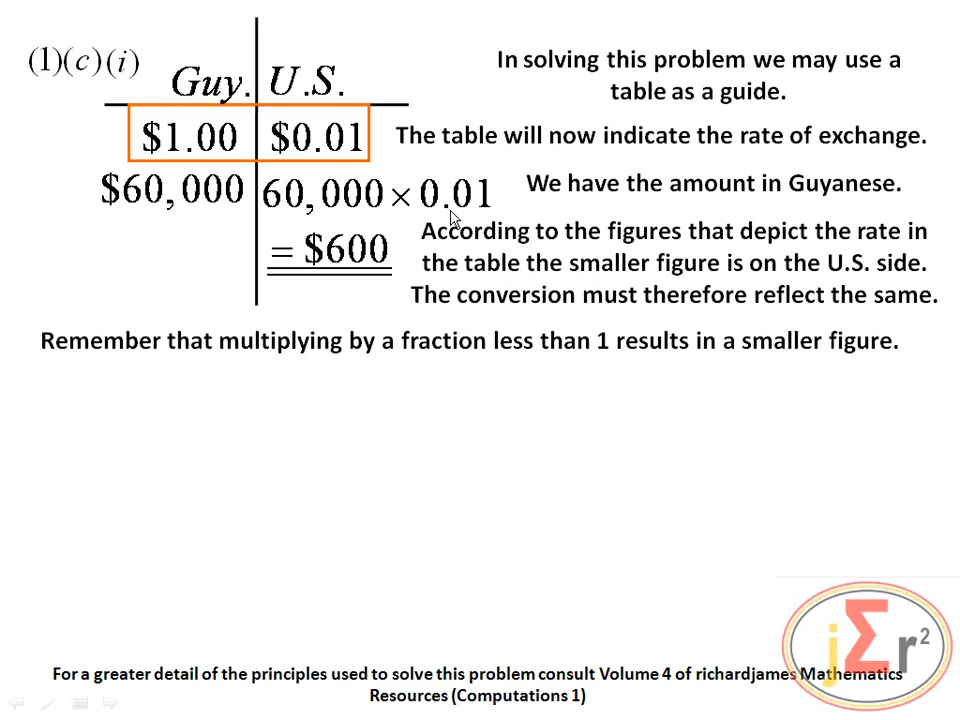 (1)(c)(i)
Guy. U.S.
In solving this problem we may use a
table as a guide.
$1.00 $0.01
The table will now indicate the rate of exchange.
$60,000 60,000 × 0.01
We have the amount in Guyanese.
= $600
According to the figures that depict the rate in
the table the smaller figure is on the U.S. side.
The conversion must therefore reflect the same.
Remember that multiplying by a fraction less than 1 results in a smaller figure.
jΣr²
For a greater detail of the principles used to solve this problem consult Volume 4 of richardjames Mathematics
Resources (Computations 1)